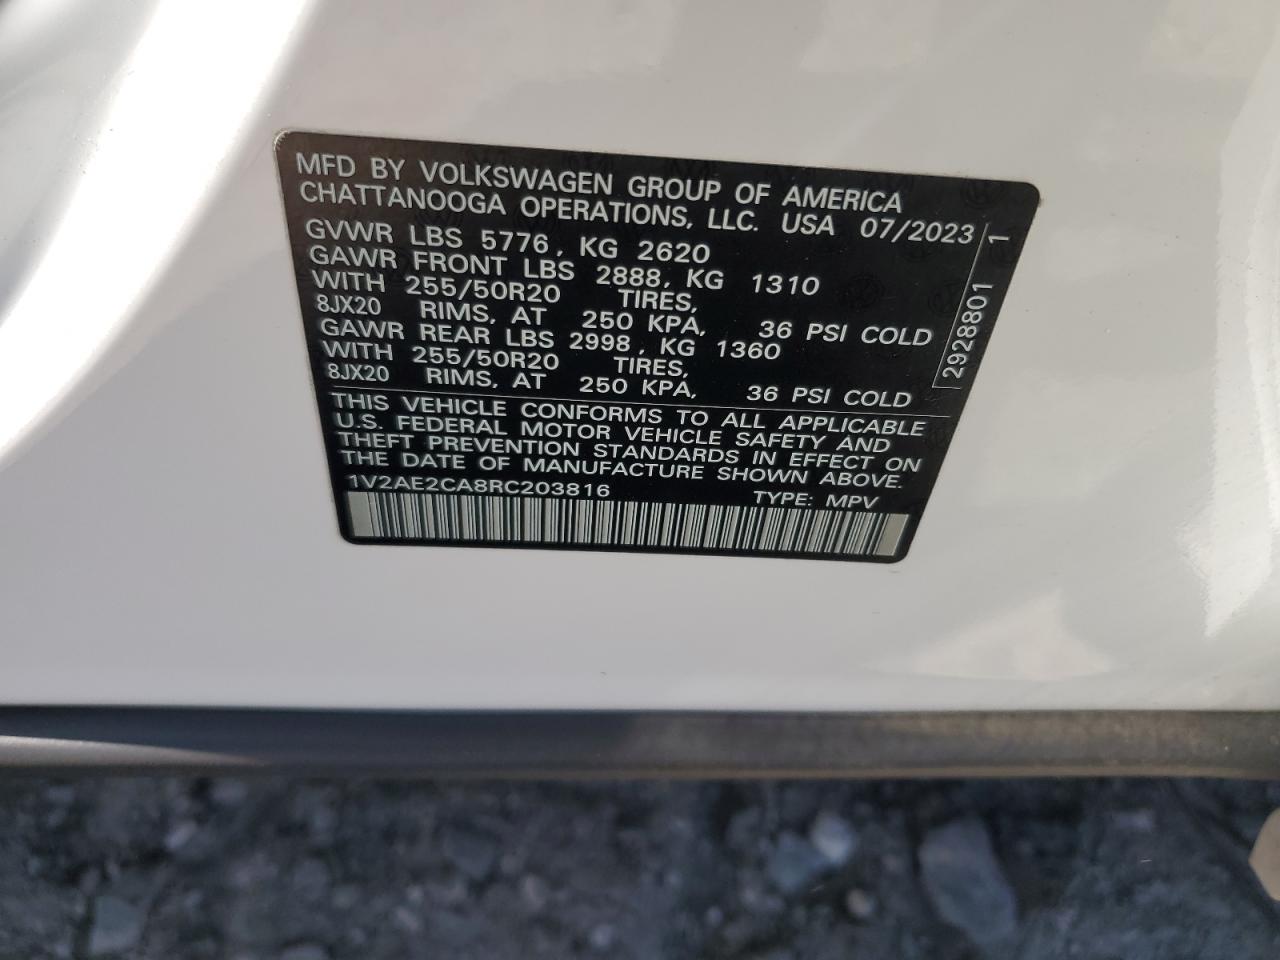 MFD BY VOLKSWAGEN GROUP OF AMERICA
CHATTANOOGA OPERATIONS, LLC. USA 07/2023
GVWR LBS 5776, KG 2620
GAWR FRONT LBS 2888, KG 1310
WITH 255/50R20 TIRES,
8JX20 RIMS, AT 250 KPA, 36 PSI COLD
GAWR REAR LBS 2998, KG 1360
WITH 255/50R20 TIRES,
8JX20 RIMS, AT 250 KPA, 36 PSI COLD
THIS VEHICLE CONFORMS TO ALL APPLICABLE
U.S. FEDERAL MOTOR VEHICLE SAFETY AND
THEFT PREVENTION STANDARDS IN EFFECT ON
THE DATE OF MANUFACTURE SHOWN ABOVE.
1V2AE2CA8RC203816 TYPE: MPV
2928801 1